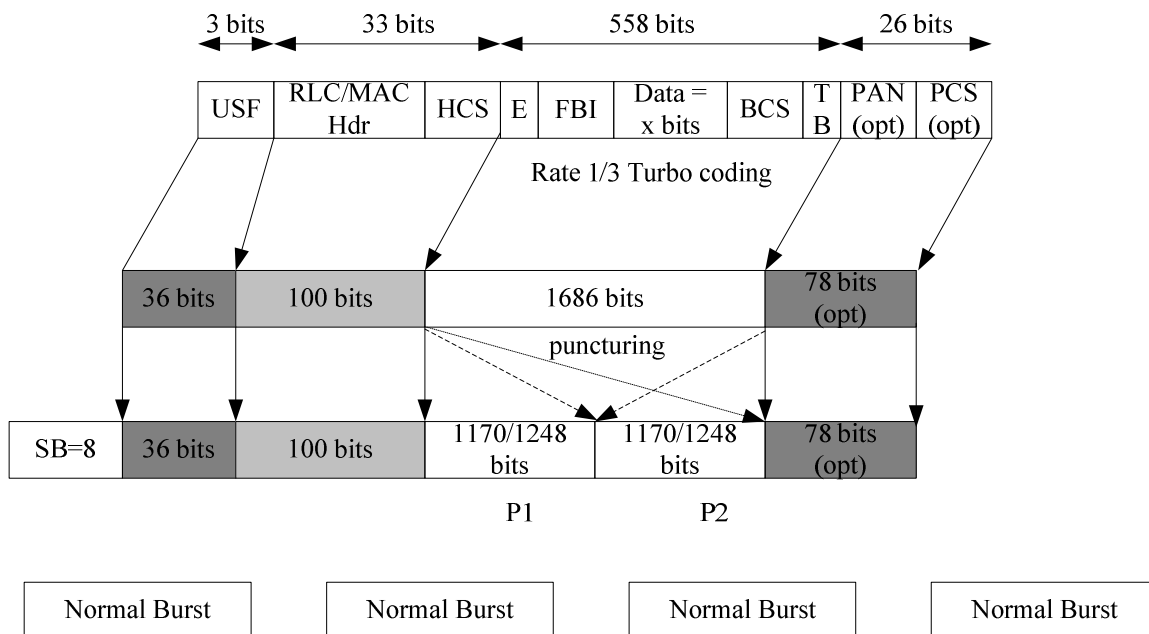 3 bits
33 bits
558 bits
26 bits
USF
RLC/MAC
Hdr
HCS
E
FBI
Data =
x bits
BCS
T
B
PAN
(opt)
PCS
(opt)
Rate 1/3 Turbo coding
36 bits
100 bits
1686 bits
78 bits
(opt)
puncturing
SB=8
36 bits
100 bits
1170/1248
bits
1170/1248
bits
78 bits
(opt)
P1
P2
Normal Burst
Normal Burst
Normal Burst
Normal Burst